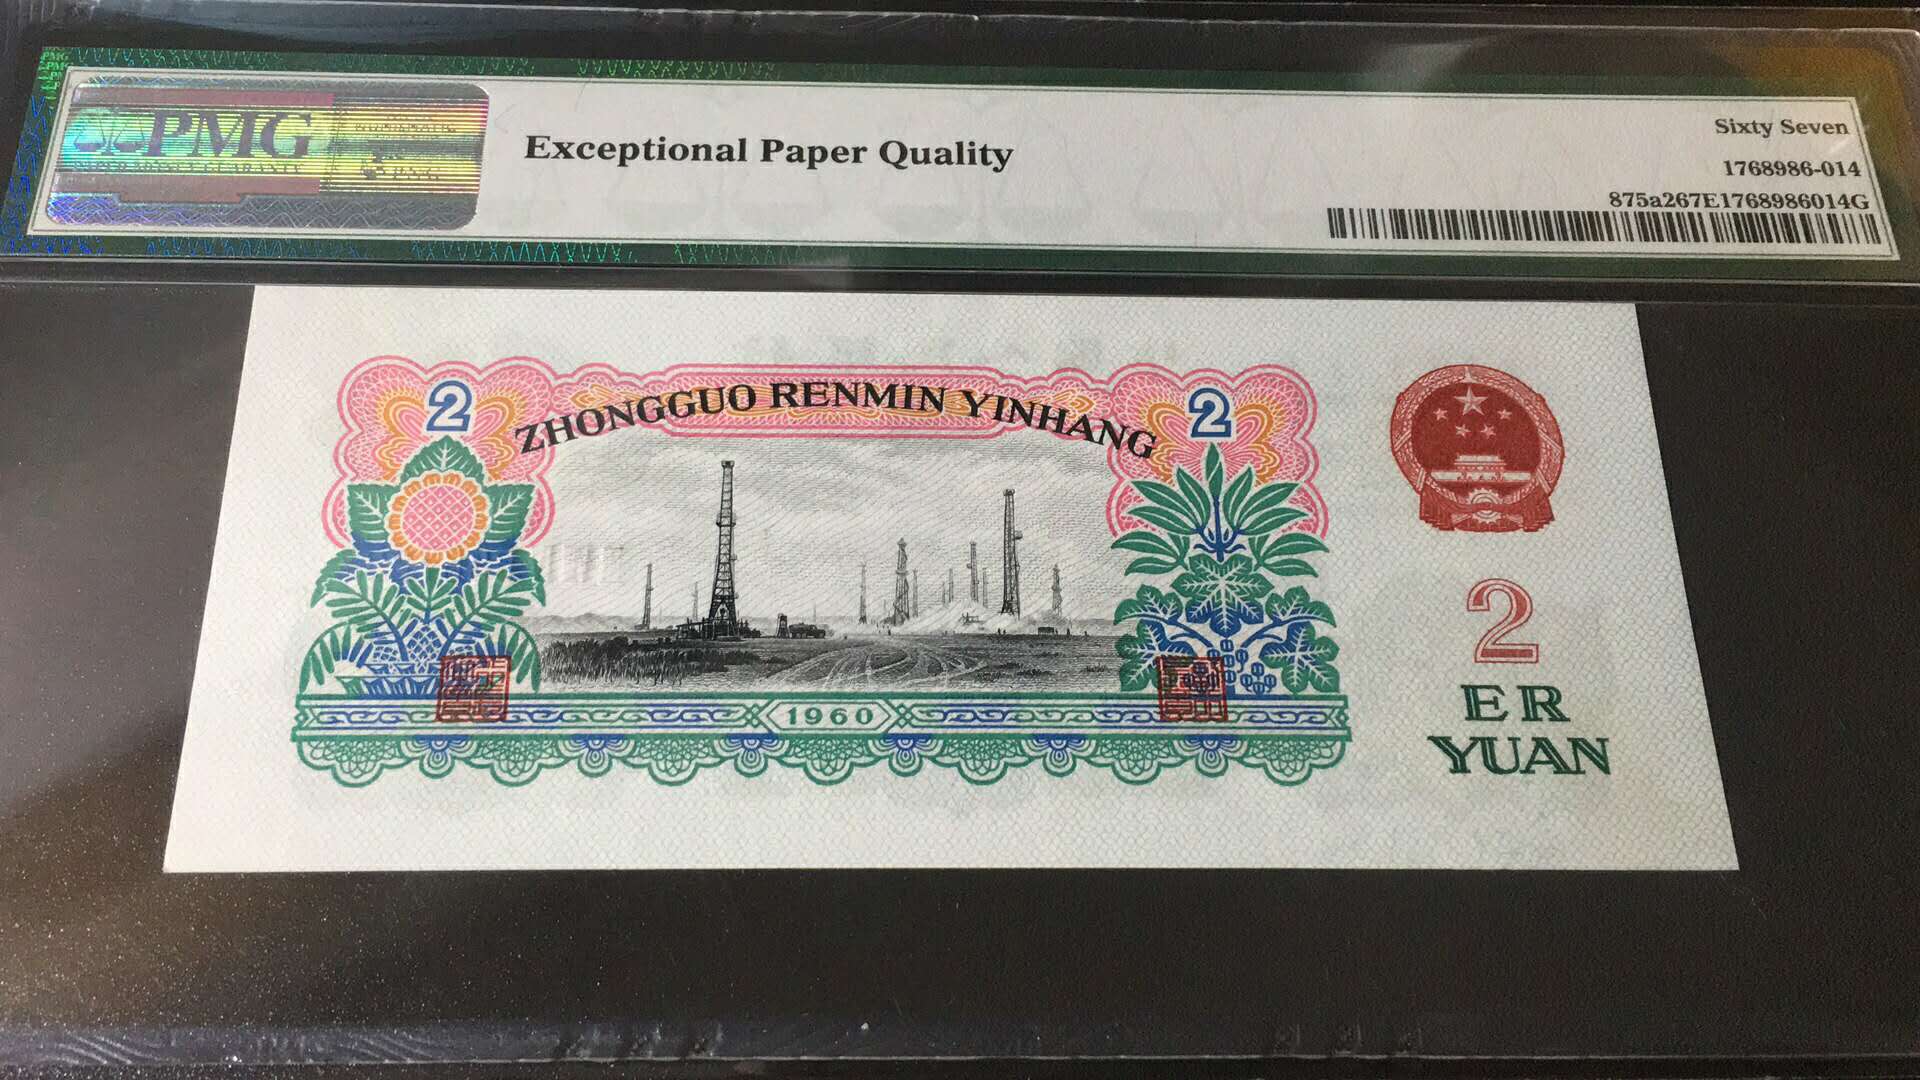 PMG
Exceptional Paper Quality
Sixty Seven
1768986-014
875a267E1768986014G
2
ZHONGGUO RENMIN YINHANG
2
2
ER
YUAN
1960